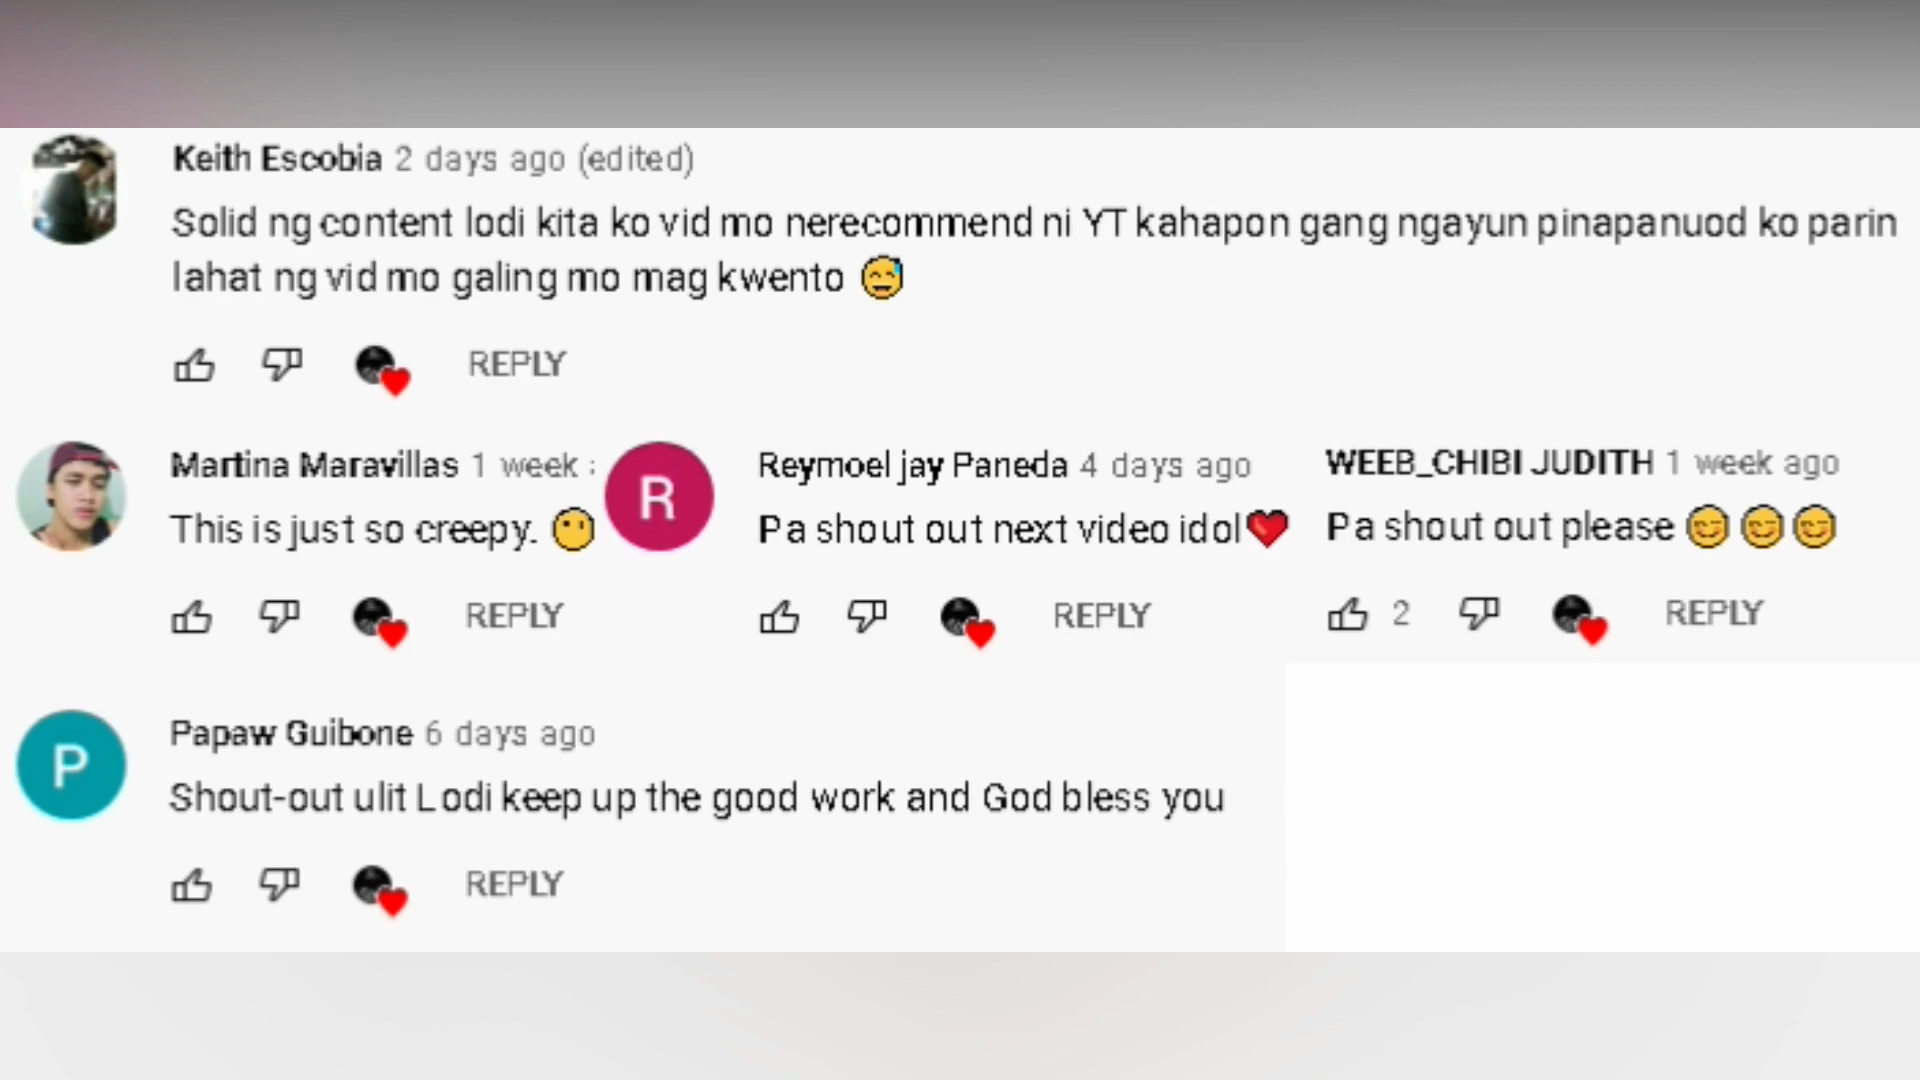 Keith Escobia 2 days ago (edited)
Solid ng content lodi kita ko vid mo nerecommend ni YT kahapon gang ngayun pinapanuod ko parin
lahat ng vid mo galing mo mag kwento 😅
REPLY
Martina Maravillas 1 week
This is just so creepy. 😶
REPLY
R
Reymoel jay Paneda 4 days ago
Pa shout out next video idol❤️
REPLY
WEEB_CHIBI JUDITH 1 week ago
Pa shout out please 😏😏😏
2 REPLY
P
Papaw Guibone 6 days ago
Shout-out ulit Lodi keep up the good work and God bless you
REPLY